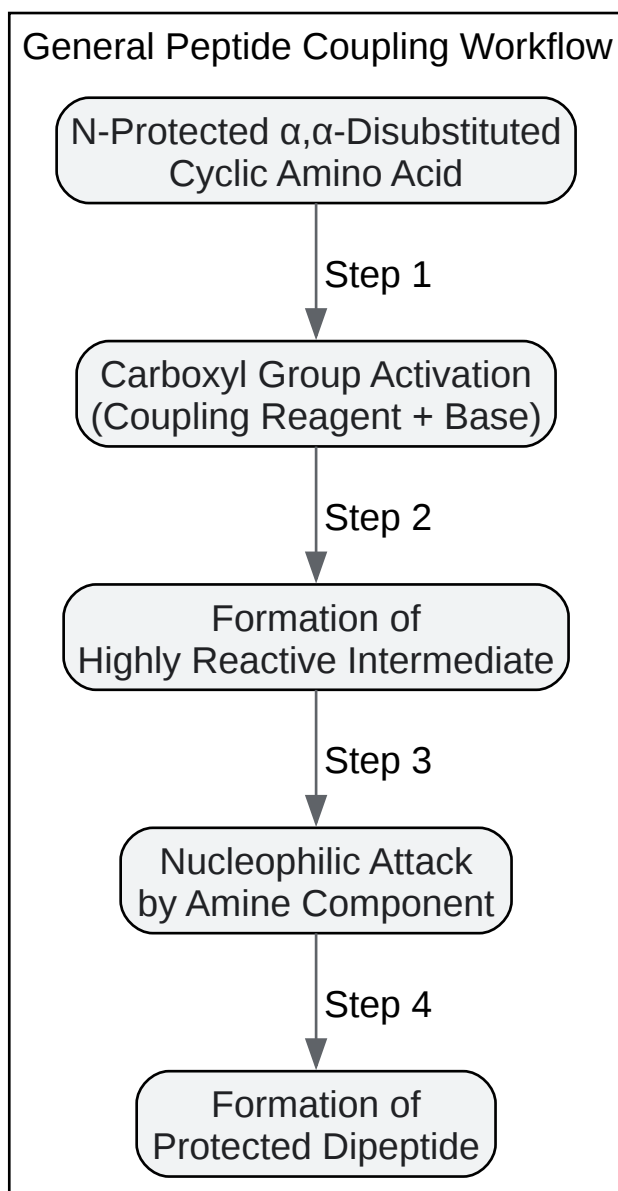 General Peptide Coupling Workflow
N-Protected α,α-Disubstituted
Cyclic Amino Acid
Step 1
Carboxyl Group Activation
(Coupling Reagent + Base)
Step 2
Formation of
Highly Reactive Intermediate
Step 3
Nucleophilic Attack
by Amine Component
Step 4
Formation of
Protected Dipeptide